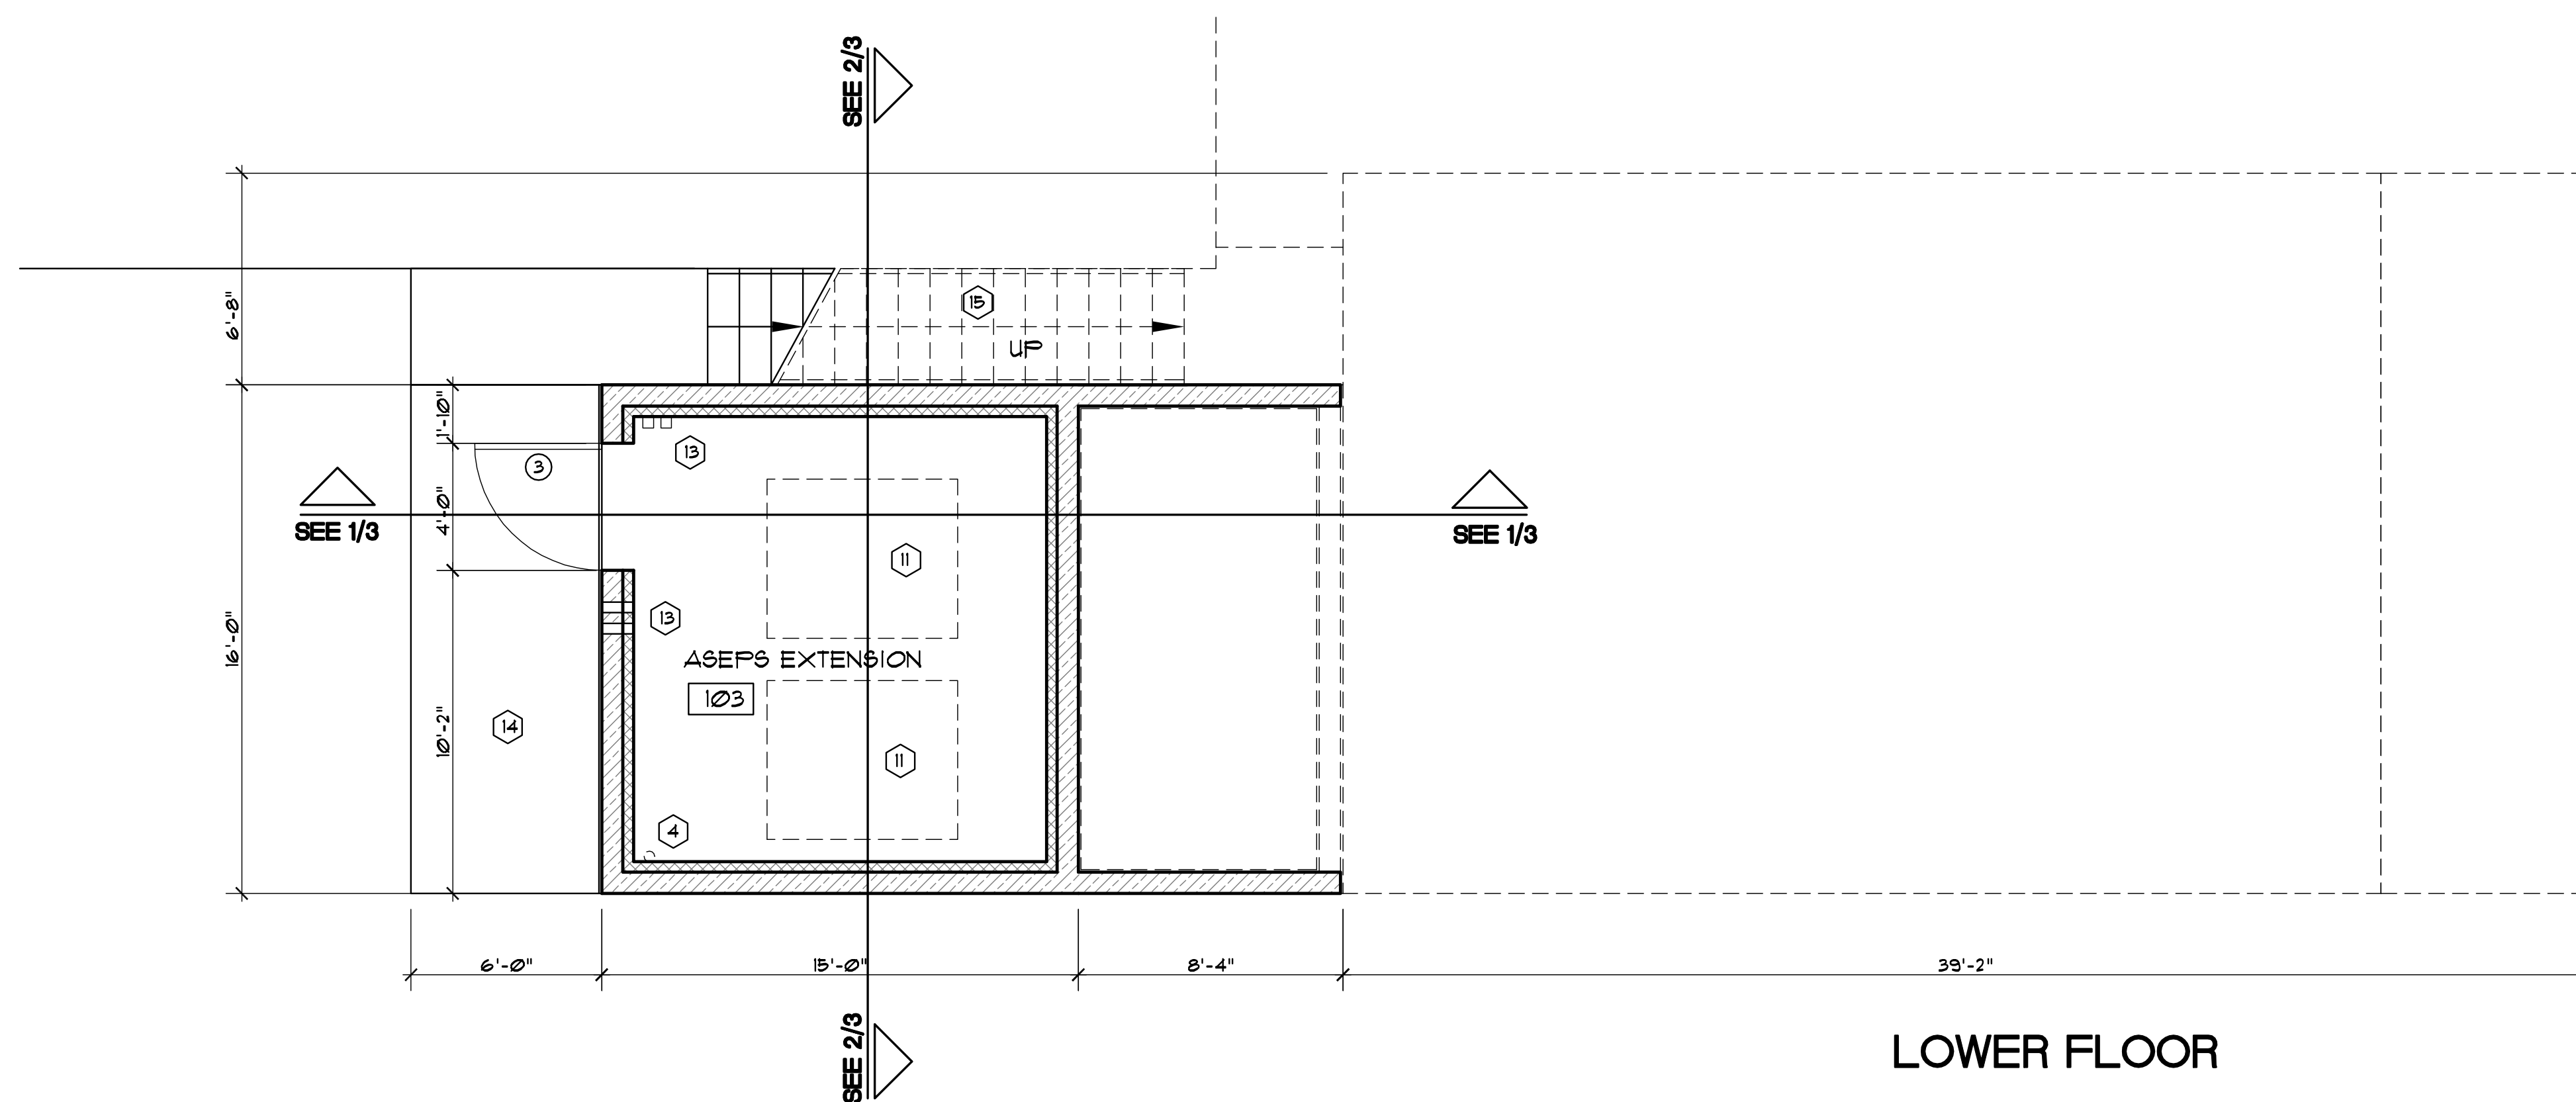 SEE 2/3
15
6'-8"
UP
1'-10"
13
3
4'-0"
SEE 1/3
SEE 1/3
11
13
16'-0"
ASEPS EXTENSION
103
14
10'-2"
11
4
6'-0"
15'-0"
8'-4"
39'-2"
SEE 2/3
LOWER FLOOR